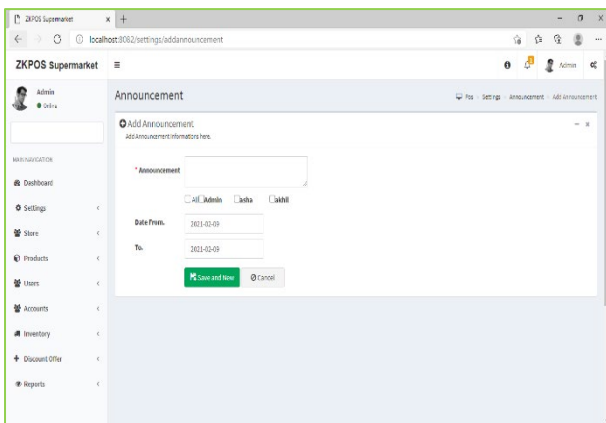 ZKPOS Supermarket
localhost:8082/settings/addannouncement
ZKPOS Supermarket
Admin
Admin
Online
Announcement
Pos > Settings > Announcement > Add Announcement
Add Announcement
Add Announcement Informations here.
MAIN NAVIGATION
Dashboard
Settings
Store
Products
Users
Accounts
Inventory
Discount Offer
Reports
* Announcement
All Admin asha akhil
Date From.
2021-02-09
To.
2021-02-09
Save and New
Cancel